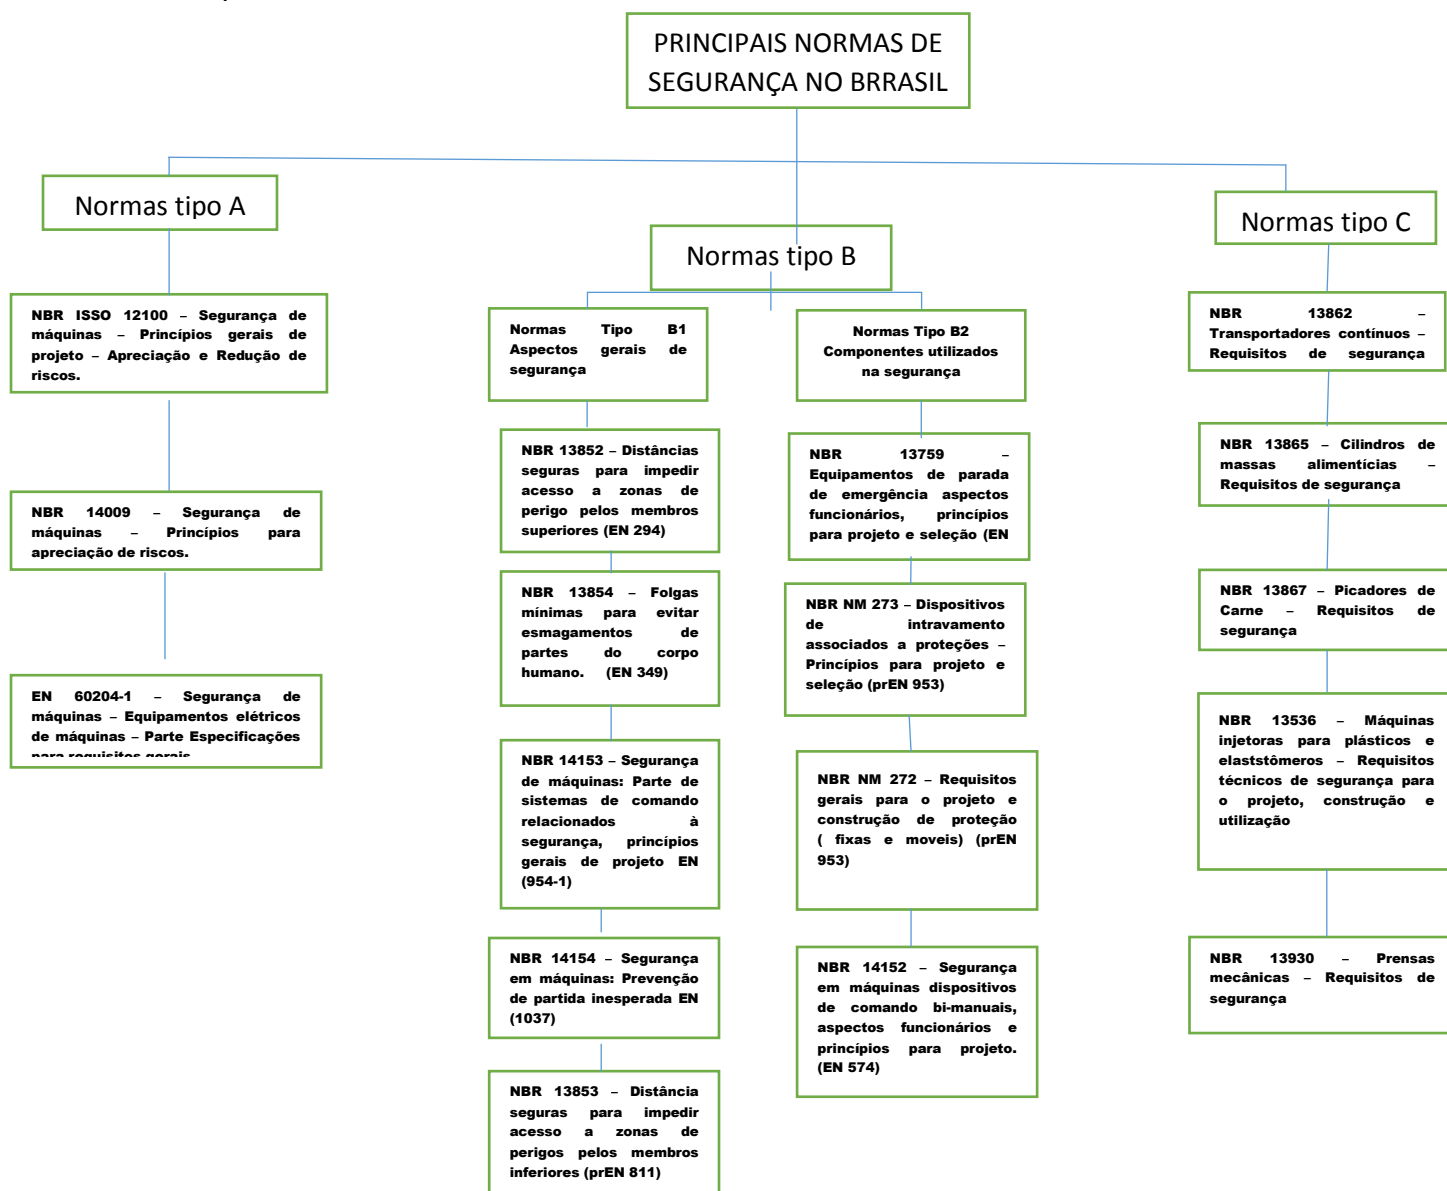 PRINCIPAIS NORMAS DE
SEGURANÇA NO BRRASIL
Normas tipo A
NBR ISSO 12100 – Segurança de
máquinas – Princípios gerais de
projeto – Apreciação e Redução de
riscos.
NBR 14009 – Segurança de
máquinas – Princípios para
apreciação de riscos.
EN 60204-1 – Segurança de
máquinas – Equipamentos elétricos
de máquinas – Parte Especificações
para requisitos gerais
Normas tipo B
Normas Tipo B1
Aspectos gerais de
segurança
NBR 13852 – Distâncias
seguras para impedir
acesso a zonas de
perigo pelos membros
superiores (EN 294)
NBR 13854 – Folgas
mínimas para evitar
esmagamentos de
partes do corpo
humano. (EN 349)
NBR 14153 – Segurança
de máquinas: Parte de
sistemas de comando
relacionados à
segurança, princípios
gerais de projeto EN
(954-1)
NBR 14154 – Segurança
em máquinas: Prevenção
de partida inesperada EN
(1037)
NBR 13853 – Distância
seguras para impedir
acesso a zonas de
perigos pelos membros
inferiores (prEN 811)
Normas Tipo B2
Componentes utilizados
na segurança
NBR 13759 –
Equipamentos de parada
de emergência aspectos
funcionários, princípios
para projeto e seleção (EN
NBR NM 273 – Dispositivos
de intravamento
associados a proteções –
Princípios para projeto e
seleção (prEN 953)
NBR NM 272 – Requisitos
gerais para o projeto e
construção de proteção
( fixas e moveis) (prEN
953)
NBR 14152 – Segurança
em máquinas dispositivos
de comando bi-manuais,
aspectos funcionários e
princípios para projeto.
(EN 574)
Normas tipo C
NBR 13862 –
Transportadores contínuos –
Requisitos de segurança
NBR 13865 – Cilindros de
massas alimentícias –
Requisitos de segurança
NBR 13867 – Picadores de
Carne – Requisitos de
segurança
NBR 13536 – Máquinas
injetoras para plásticos e
elaststômeros – Requisitos
técnicos de segurança para
o projeto, construção e
utilização
NBR 13930 – Prensas
mecânicas – Requisitos de
segurança